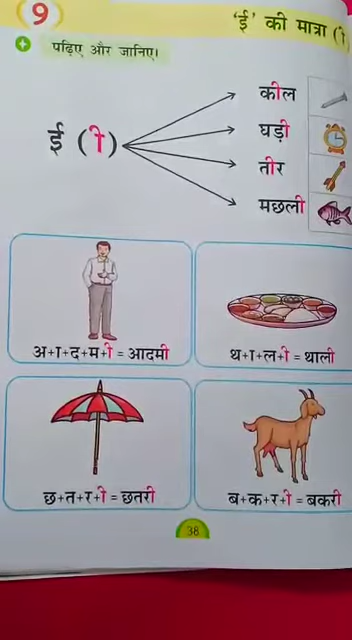 9
'ई' की मात्रा (ी
पढ़िए और जानिए।
ई (ी)
कील
घड़ी
तीर
मछली
अ+ा+द+म+ी = आदमी
थ+ा+ल+ी = थाली
छ+त+र+ी = छतरी
ब+क+र+ी = बकरी
38